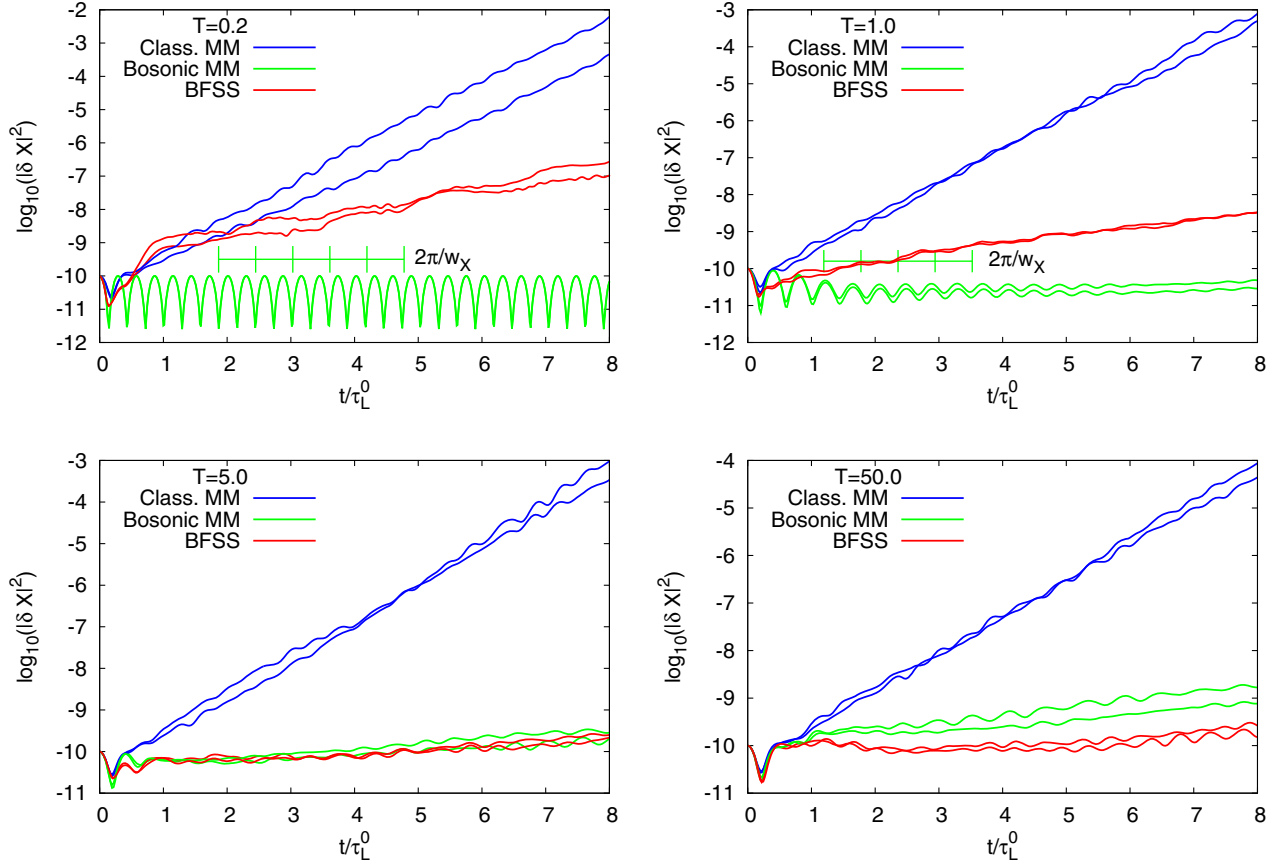 T=0.2
Class. MM
Bosonic MM
BFSS
2π/w_X
log₁₀(|δ X|²)
-2
-3
-4
-5
-6
-7
-8
-9
-10
-11
-12
0 1 2 3 4 5 6 7 8
t/τ_L^0
T=1.0
Class. MM
Bosonic MM
BFSS
2π/w_X
log₁₀(|δ X|²)
-3
-4
-5
-6
-7
-8
-9
-10
-11
-12
0 1 2 3 4 5 6 7 8
t/τ_L^0
T=5.0
Class. MM
Bosonic MM
BFSS
log₁₀(|δ X|²)
-3
-4
-5
-6
-7
-8
-9
-10
-11
0 1 2 3 4 5 6 7 8
t/τ_L^0
T=50.0
Class. MM
Bosonic MM
BFSS
log₁₀(|δ X|²)
-4
-5
-6
-7
-8
-9
-10
-11
0 1 2 3 4 5 6 7 8
t/τ_L^0